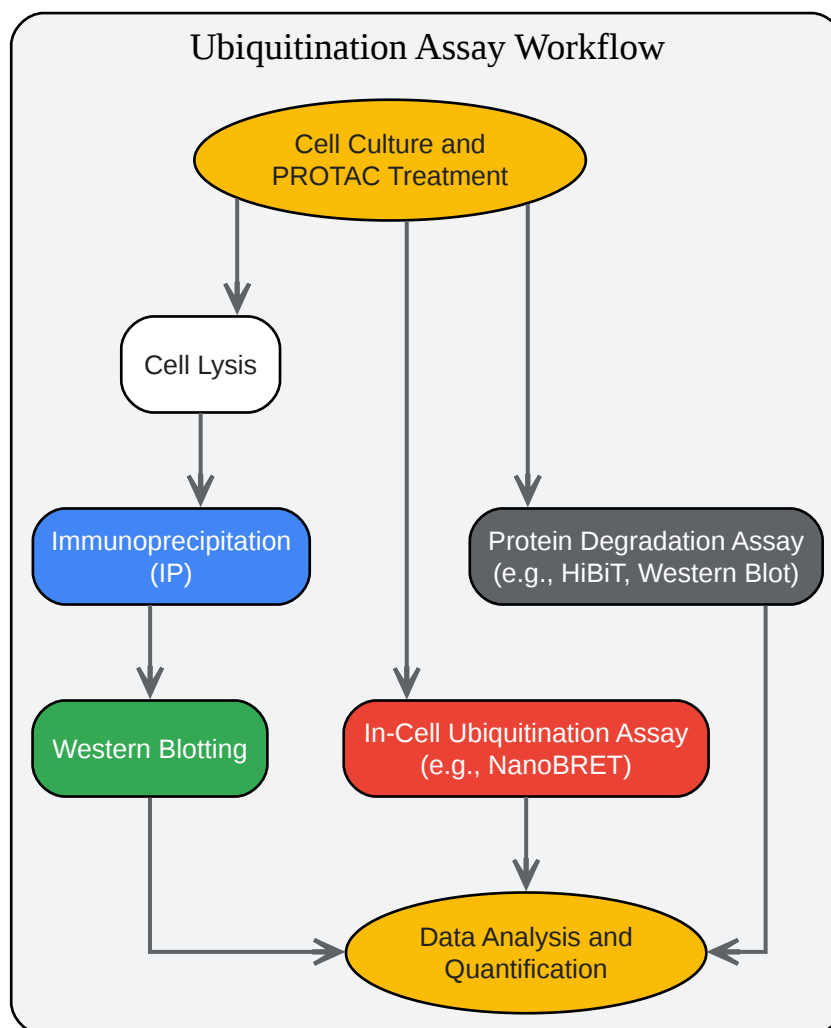 Ubiquitination Assay Workflow
Cell Culture and
PROTAC Treatment
Cell Lysis
Immunoprecipitation
(IP)
Protein Degradation Assay
(e.g., HiBiT, Western Blot)
Western Blotting
In-Cell Ubiquitination Assay
(e.g., NanoBRET)
Data Analysis and
Quantification